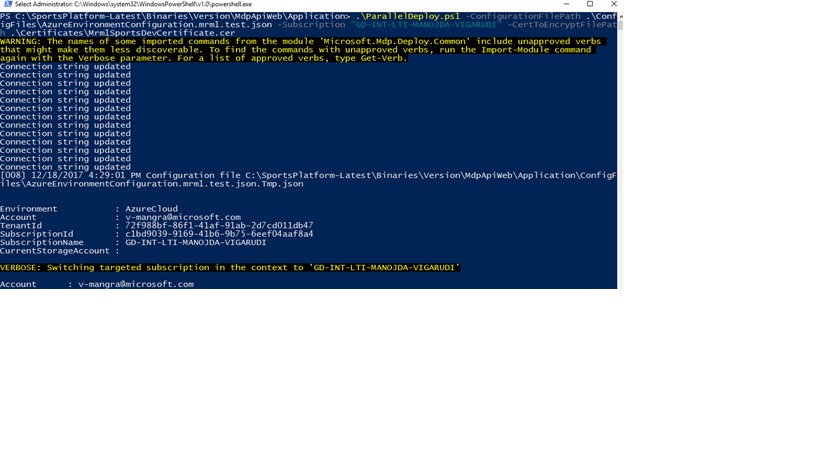 Select Administrator: C:\Windows\system32\WindowsPowerShell\v1.0\powershell.exe
PS C:\SportsPlatform-Latest\Binaries\Version\MdpApiWeb\Application> .\ParallelDeploy.ps1 -ConfigurationFilePath .\Conf
igFiles\AzureEnvironmentConfiguration.mrml.test.json -Subscription "GD-INT-LTI-MANOJDA-VIGARUDI" -CertToEncryptFilePat
h .\Certificates\MrmlSportsDevCertificate.cer
WARNING: The names of some imported commands from the module 'Microsoft.Mdp.Deploy.Common' include unapproved verbs
that might make them less discoverable. To find the commands with unapproved verbs, run the Import-Module command
again with the Verbose parameter. For a list of approved verbs, type Get-Verb.
Connection string updated
Connection string updated
Connection string updated
Connection string updated
Connection string updated
Connection string updated
Connection string updated
Connection string updated
Connection string updated
Connection string updated
Connection string updated
Connection string updated
Connection string updated
[008] 12/18/2017 4:29:01 PM Configuration file C:\SportsPlatform-Latest\Binaries\Version\MdpApiWeb\Application\ConfigF
iles\AzureEnvironmentConfiguration.mrml.test.json.Tmp.json
Environment : AzureCloud
Account : v-mangra@microsoft.com
TenantId : 72f988bf-86f1-41af-91ab-2d7cd011db47
SubscriptionId : c1bd9039-9169-41b6-9b75-6eef04aaf8a4
SubscriptionName : GD-INT-LTI-MANOJDA-VIGARUDI
CurrentStorageAccount :
VERBOSE: Switching targeted subscription in the context to 'GD-INT-LTI-MANOJDA-VIGARUDI'
Account : v-mangra@microsoft.com